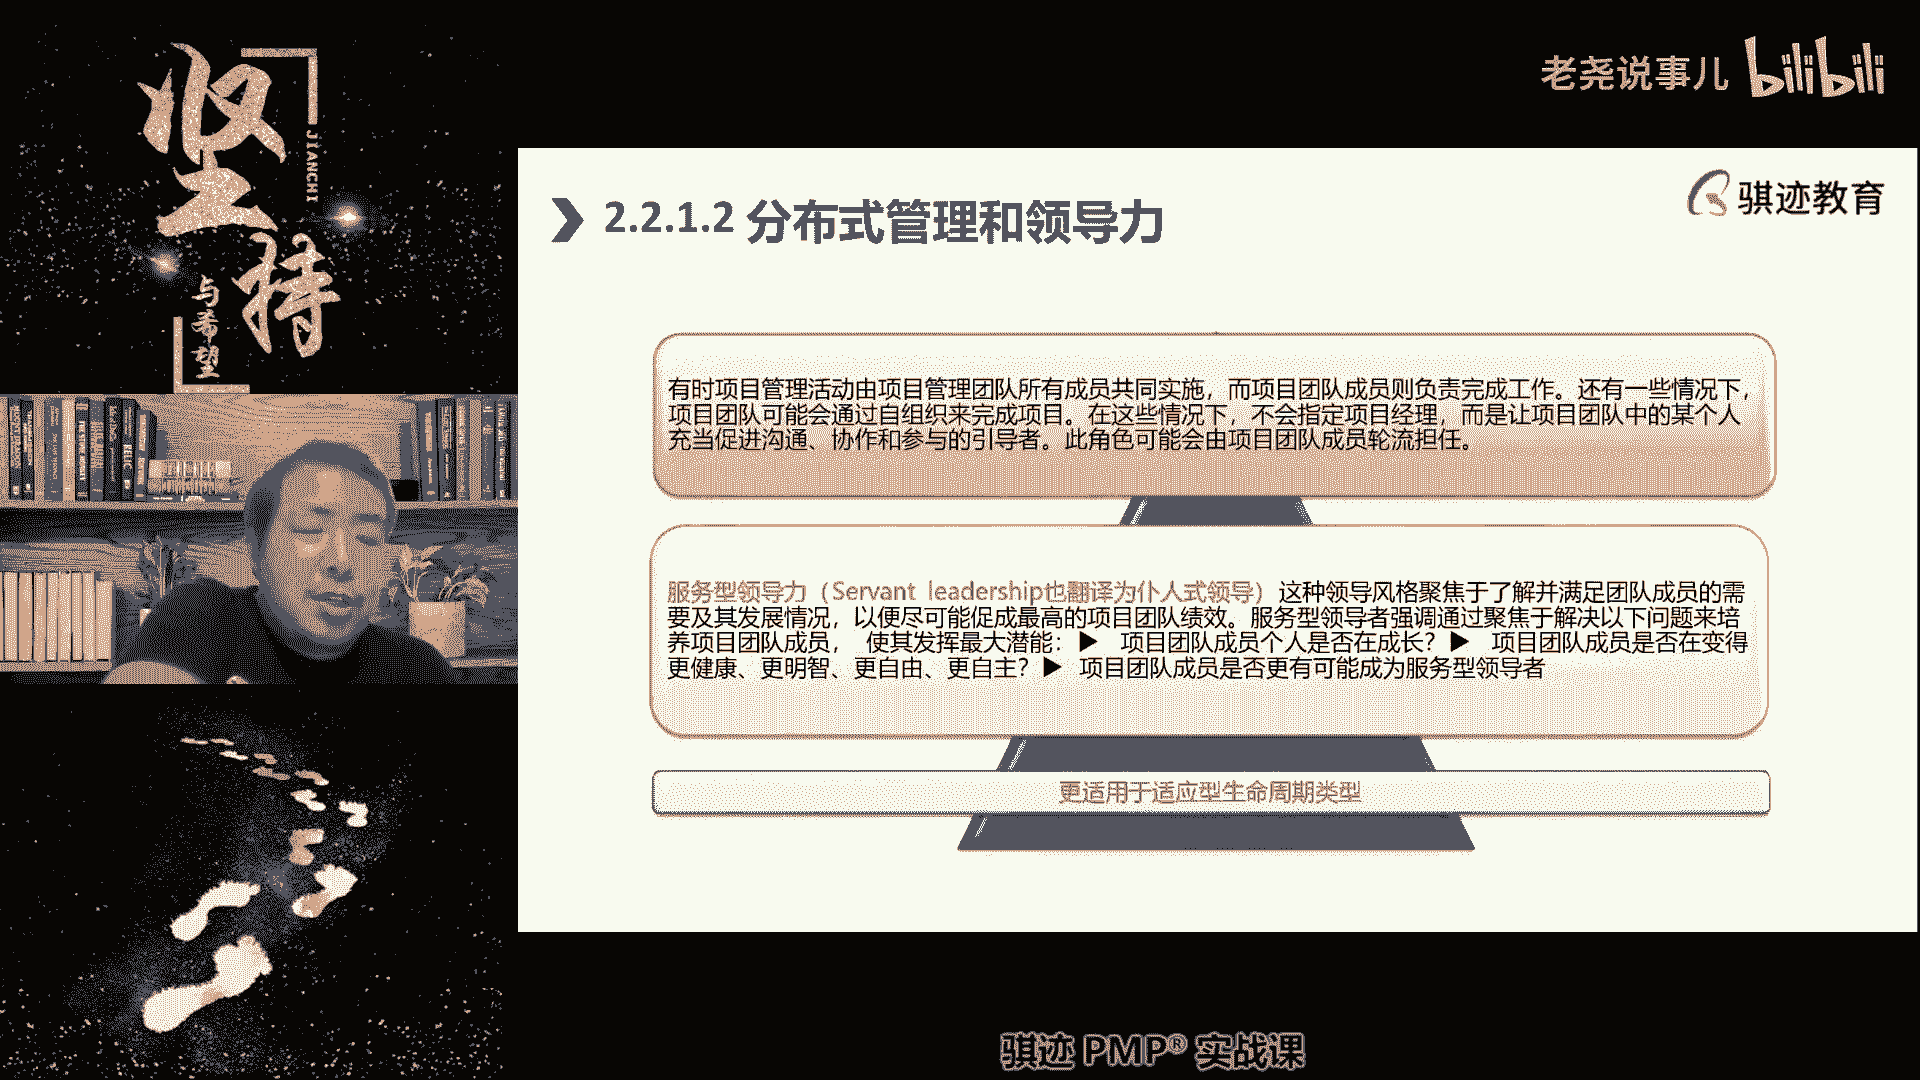 坚持
JIANCHI
与希望
老尧说事儿 bilibili
骐迹教育
2.2.1.2 分布式管理和领导力
有时项目管理活动由项目管理团队所有成员共同实施，而项目团队成员则负责完成工作。还有一些情况下，
项目团队可能会通过自组织来完成项目。在这些情况下，不会指定项目经理，而是让项目团队中的某个人
充当促进沟通、协作和参与的引导者。此角色可能会由项目团队成员轮流担任。
服务型领导力（Servant leadership也翻译为仆人式领导）这种领导风格聚焦于了解并满足团队成员的需
要及其发展情况，以便尽可能促成最高的项目团队绩效。服务型领导者强调通过聚焦于解决以下问题来培
养项目团队成员， 使其发挥最大潜能：▶ 项目团队成员个人是否在成长？▶ 项目团队成员是否在变得
更健康、更明智、更自由、更自主？▶ 项目团队成员是否更有可能成为服务型领导者
更适用于适应型生命周期类型
骐迹 PMP® 实战课